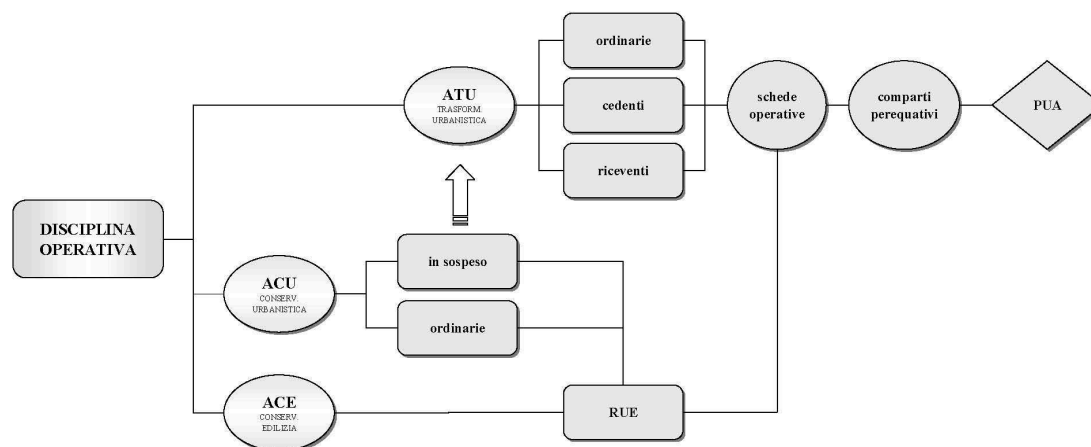 ordinarie
ATU
TRASFORM.
URBANISTICA
cedenti
schede
operative
comparti
perequativi
PUA
riceventi
DISCIPLINA
OPERATIVA
in sospeso
ACU
CONSERV.
URBANISTICA
ordinarie
ACE
CONSERV.
EDILIZIA
RUE